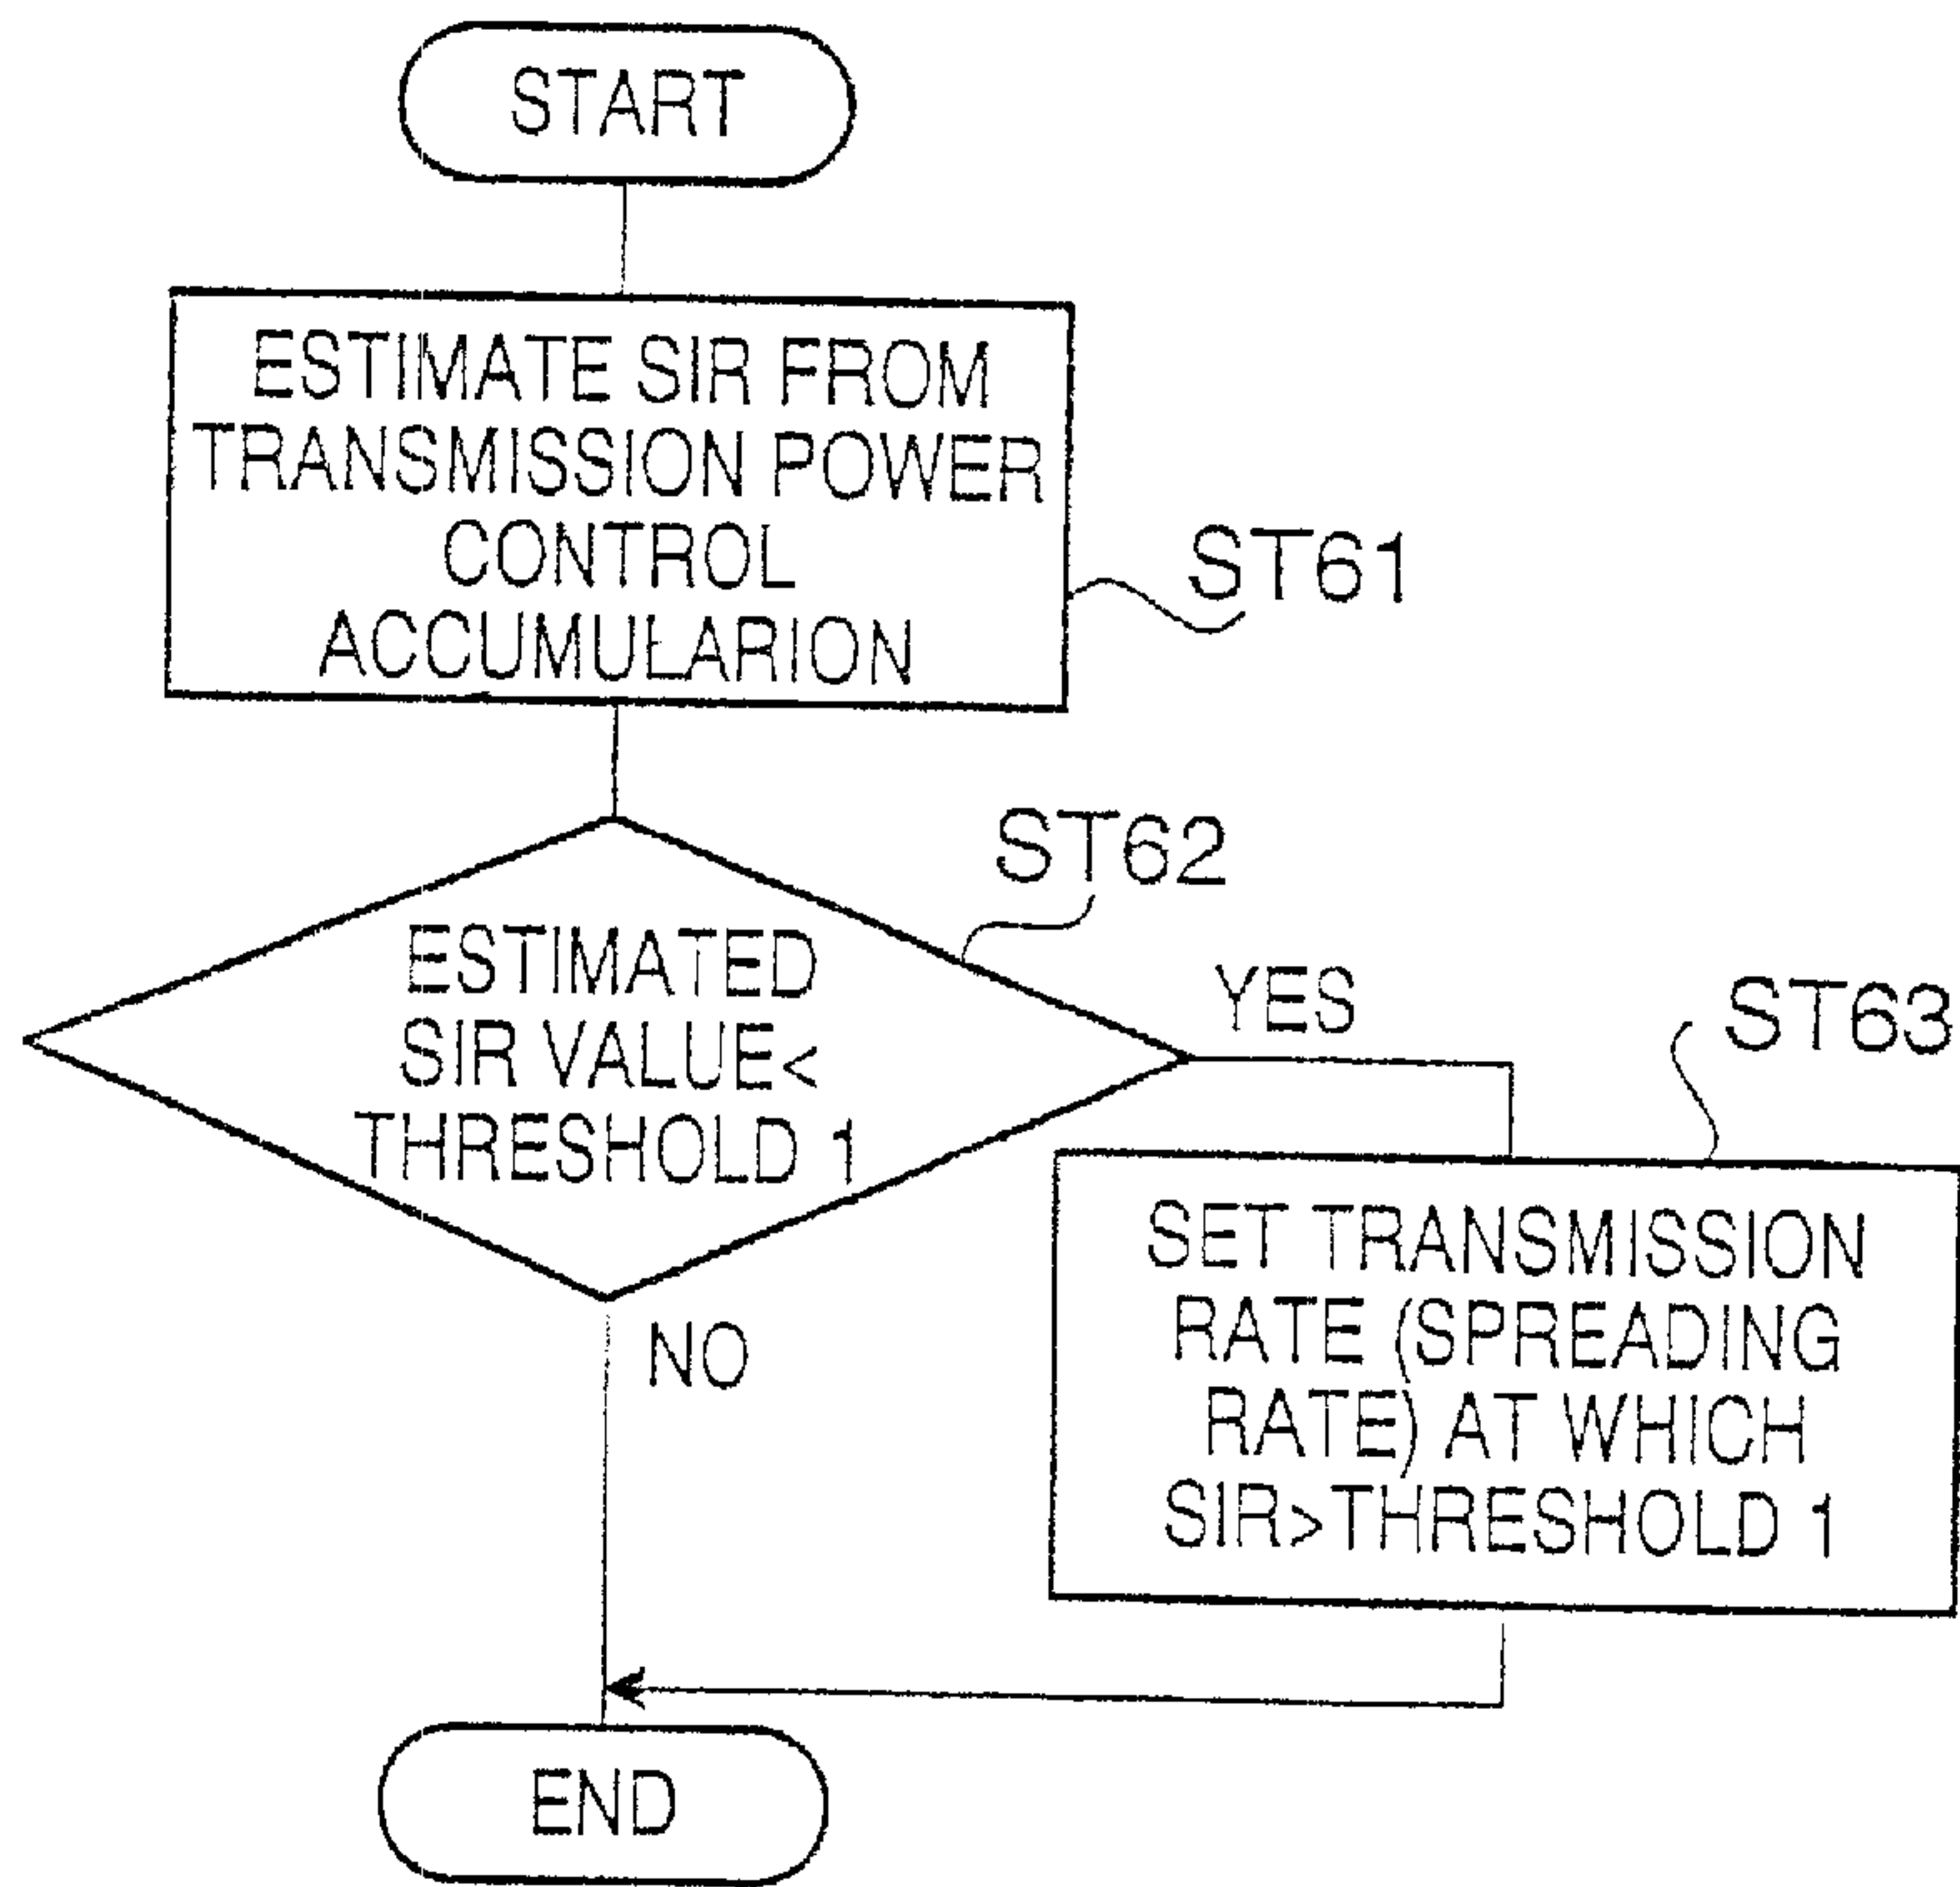 START
ESTIMATE SIR FROM
TRANSMISSION POWER
CONTROL
ACCUMULARION
ST61
ST62
ESTIMATED
SIR VALUE<
THRESHOLD 1
YES
ST63
NO
SET TRANSMISSION
RATE (SPREADING
RATE) AT WHICH
SIR>THRESHOLD 1
END